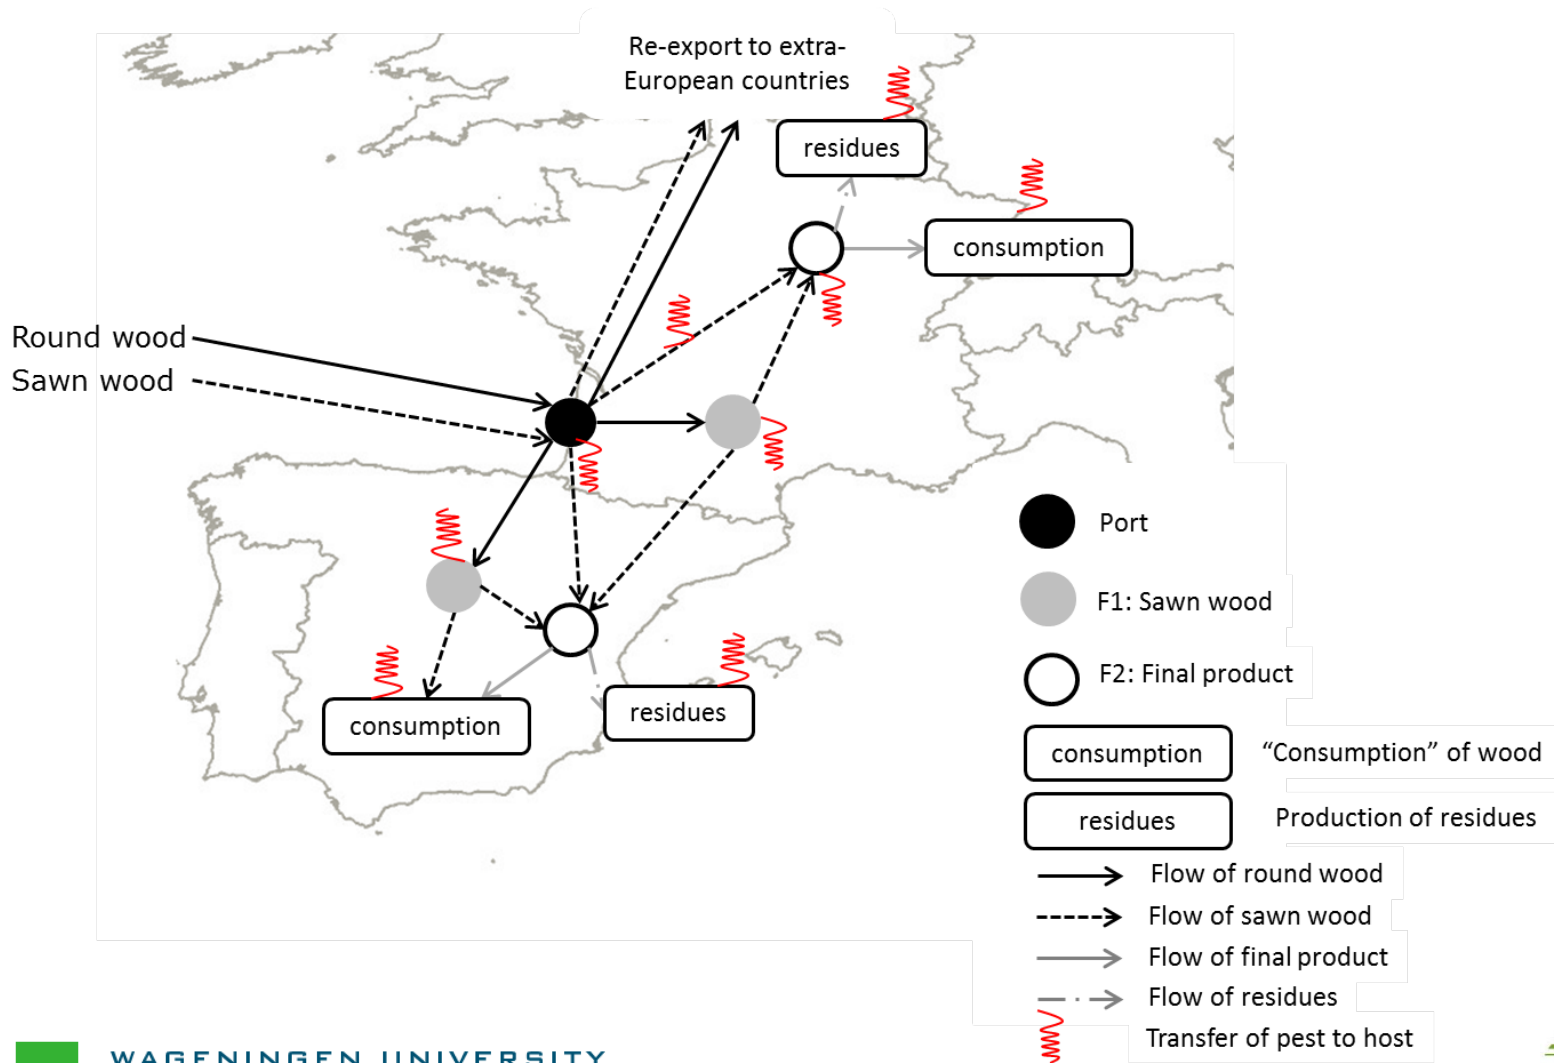 Re-export to extra-
European countries
residues
consumption
Round wood
Sawn wood
consumption
residues
Port
F1: Sawn wood
F2: Final product
consumption
“Consumption” of wood
residues
Production of residues
Flow of round wood
Flow of sawn wood
Flow of final product
Flow of residues
Transfer of pest to host
WAGENINGEN UNIVERSITY